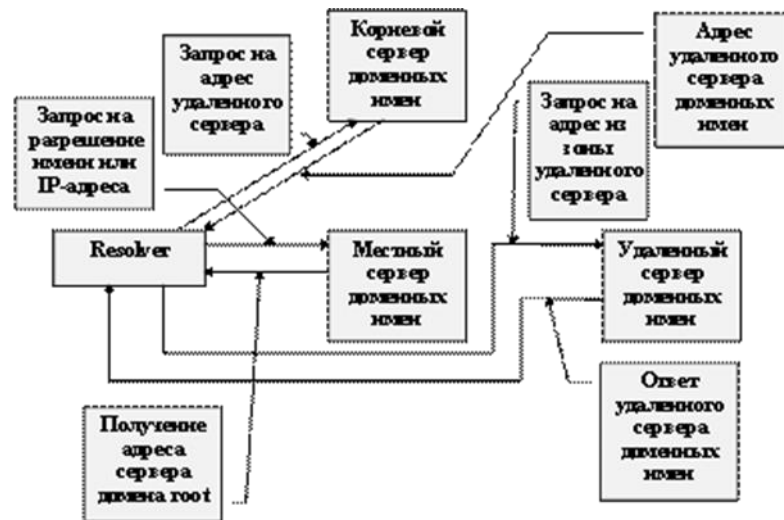 Корневой
сервер
доменных
имен
Запрос на
адрес
удаленного
сервера
Адрес
удаленного
сервера
доменных
имен
Запрос на
разрешение
имени или
IP-адреса
Запрос на
адрес из
зоны
удаленного
сервера
Resolver
Местный
сервер
доменных
имен
Удаленный
сервер
доменных
имен
Получение
адреса
сервера
домена root
Ответ
удаленного
сервера
доменных
имен